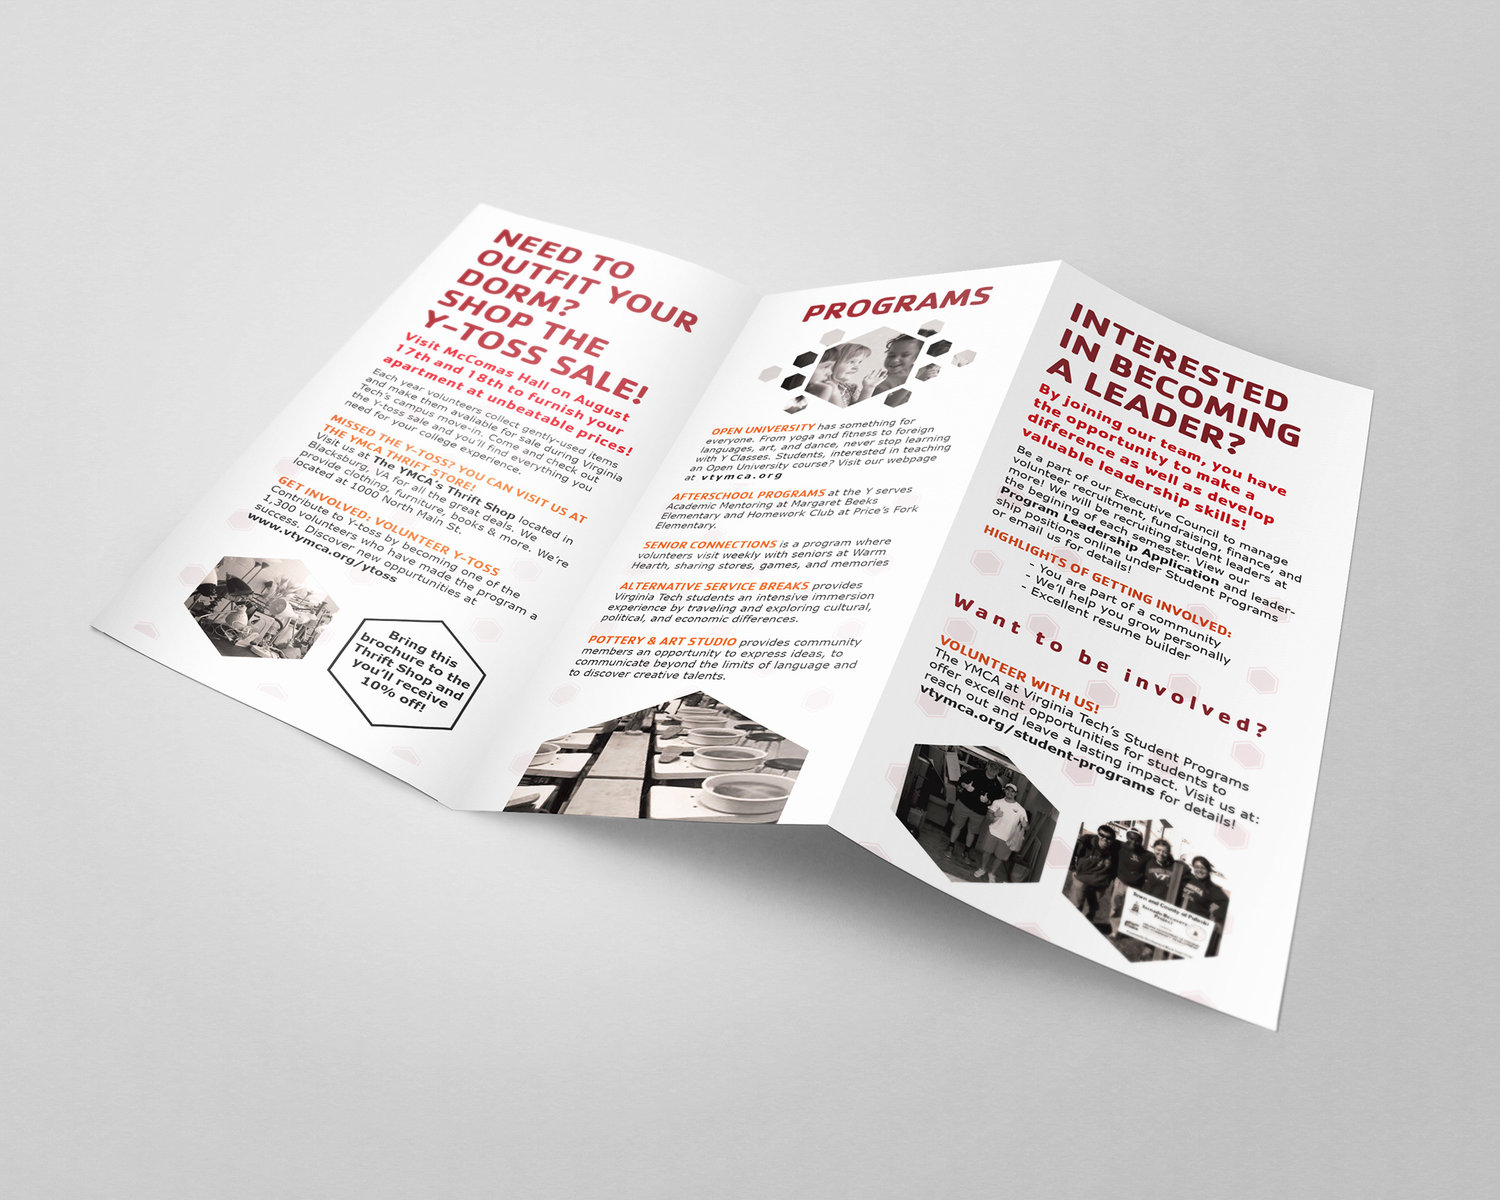 NEED TO
OUTFIT YOUR
DORM?
SHOP THE
Y-TOSS SALE!
Visit McComas Hall on August
17th and 18th to furnish your
apartment at unbeatable prices!
Each year volunteers collect gently-used items
and make them available for sale during Virginia
Tech's campus move-in. Come and check out
the Y-toss sale and you'll find everything you
need for your college experience.
MISSED THE Y-TOSS? YOU CAN VISIT US AT
THE YMCA THRIFT STORE!
Visit us at The YMCA's Thrift Shop located in
Blacksburg, VA for all the great deals. We
provide clothing, furniture, books & more. We're
located at 1000 North Main St.
GET INVOLVED: VOLUNTEER Y-TOSS
Contribute to Y-toss by becoming one of the
1,300 volunteers who have made the program a
success. Discover new opportunities at
www.vtymca.org/ytoss
Bring this
brochure to the
Thrift Shop and
you'll receive
10% off!
PROGRAMS
OPEN UNIVERSITY has something for
everyone. From yoga and fitness to foreign
languages, art, and dance, never stop learning
with Y Classes. Students, interested in teaching
an Open University course? Visit our webpage
at vtymca.org
AFTERSCHOOL PROGRAMS at the Y serves
Academic Mentoring at Margaret Beeks
Elementary and Homework Club at Price's Fork
Elementary.
SENIOR CONNECTIONS is a program where
volunteers visit weekly with seniors at Warm
Hearth, sharing stores, games, and memories
ALTERNATIVE SERVICE BREAKS provides
Virginia Tech students an intensive immersion
experience by traveling and exploring cultural,
political, and economic differences.
POTTERY & ART STUDIO provides community
members an opportunity to express ideas, to
communicate beyond the limits of language and
to discover creative talents.
INTERESTED
IN BECOMING
A LEADER?
By joining our team, you have
the opportunity to make a
difference as well as develop
valuable leadership skills!
Be a part of our Executive Council to manage
volunteer recruitment, fundraising, finance, and
more! We will be recruiting student leaders at
the beginning of each semester. View our
Program Leadership Application and leader-
ship positions online under Student Programs
or email us for details!
HIGHLIGHTS OF GETTING INVOLVED:
- You are part of a community
- We'll help you grow personally
- Excellent resume builder
Want to be involved?
VOLUNTEER WITH US!
The YMCA at Virginia Tech's Student Programs
offer excellent opportunities for students to
reach out and leave a lasting impact. Visit us at:
vtymca.org/student-programs for details!
Town and County of Pulaski